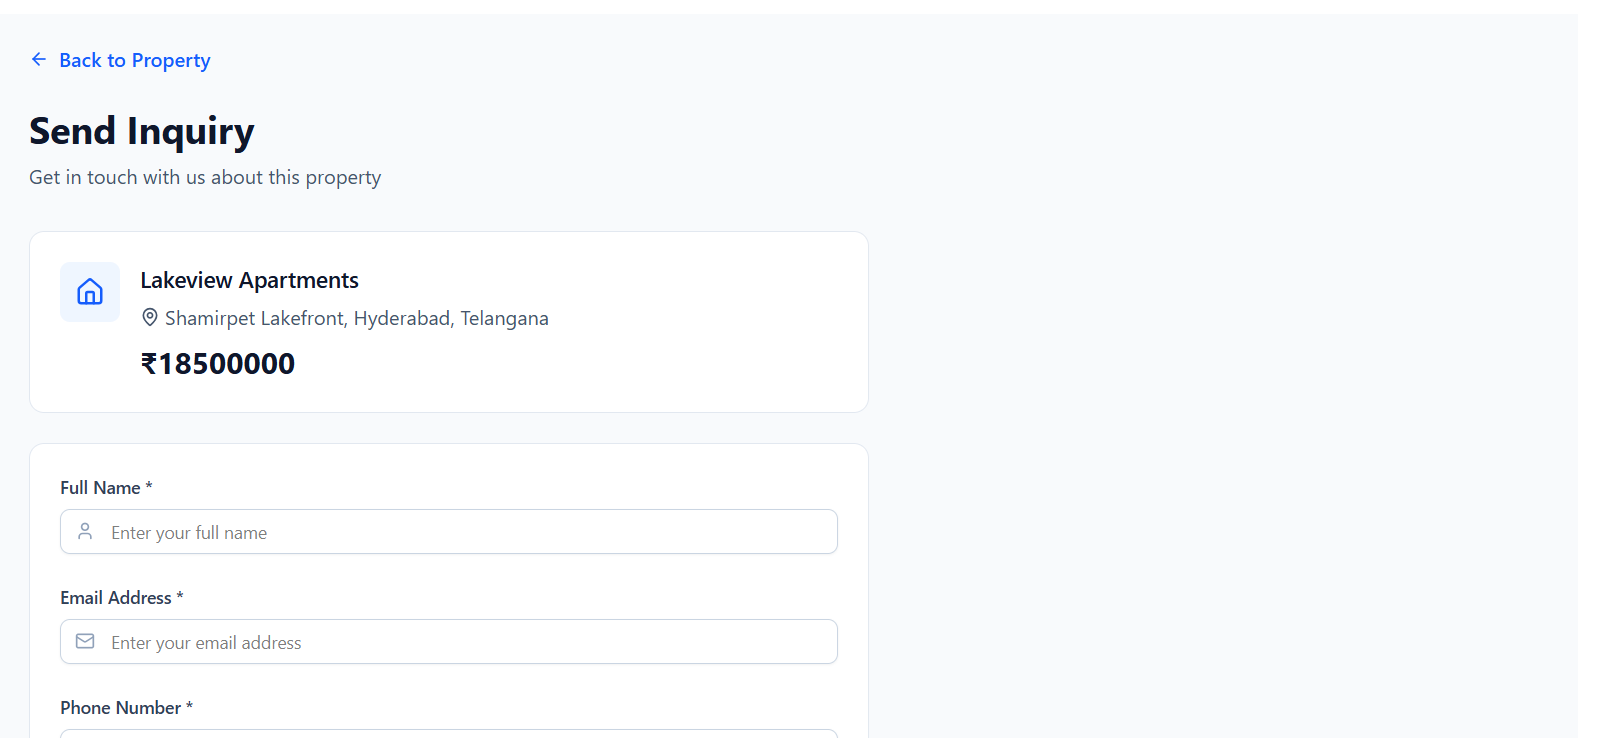 Back to Property
Send Inquiry
Get in touch with us about this property
Lakeview Apartments
Shamirpet Lakefront, Hyderabad, Telangana
₹18500000
Full Name *
Enter your full name
Email Address *
Enter your email address
Phone Number *